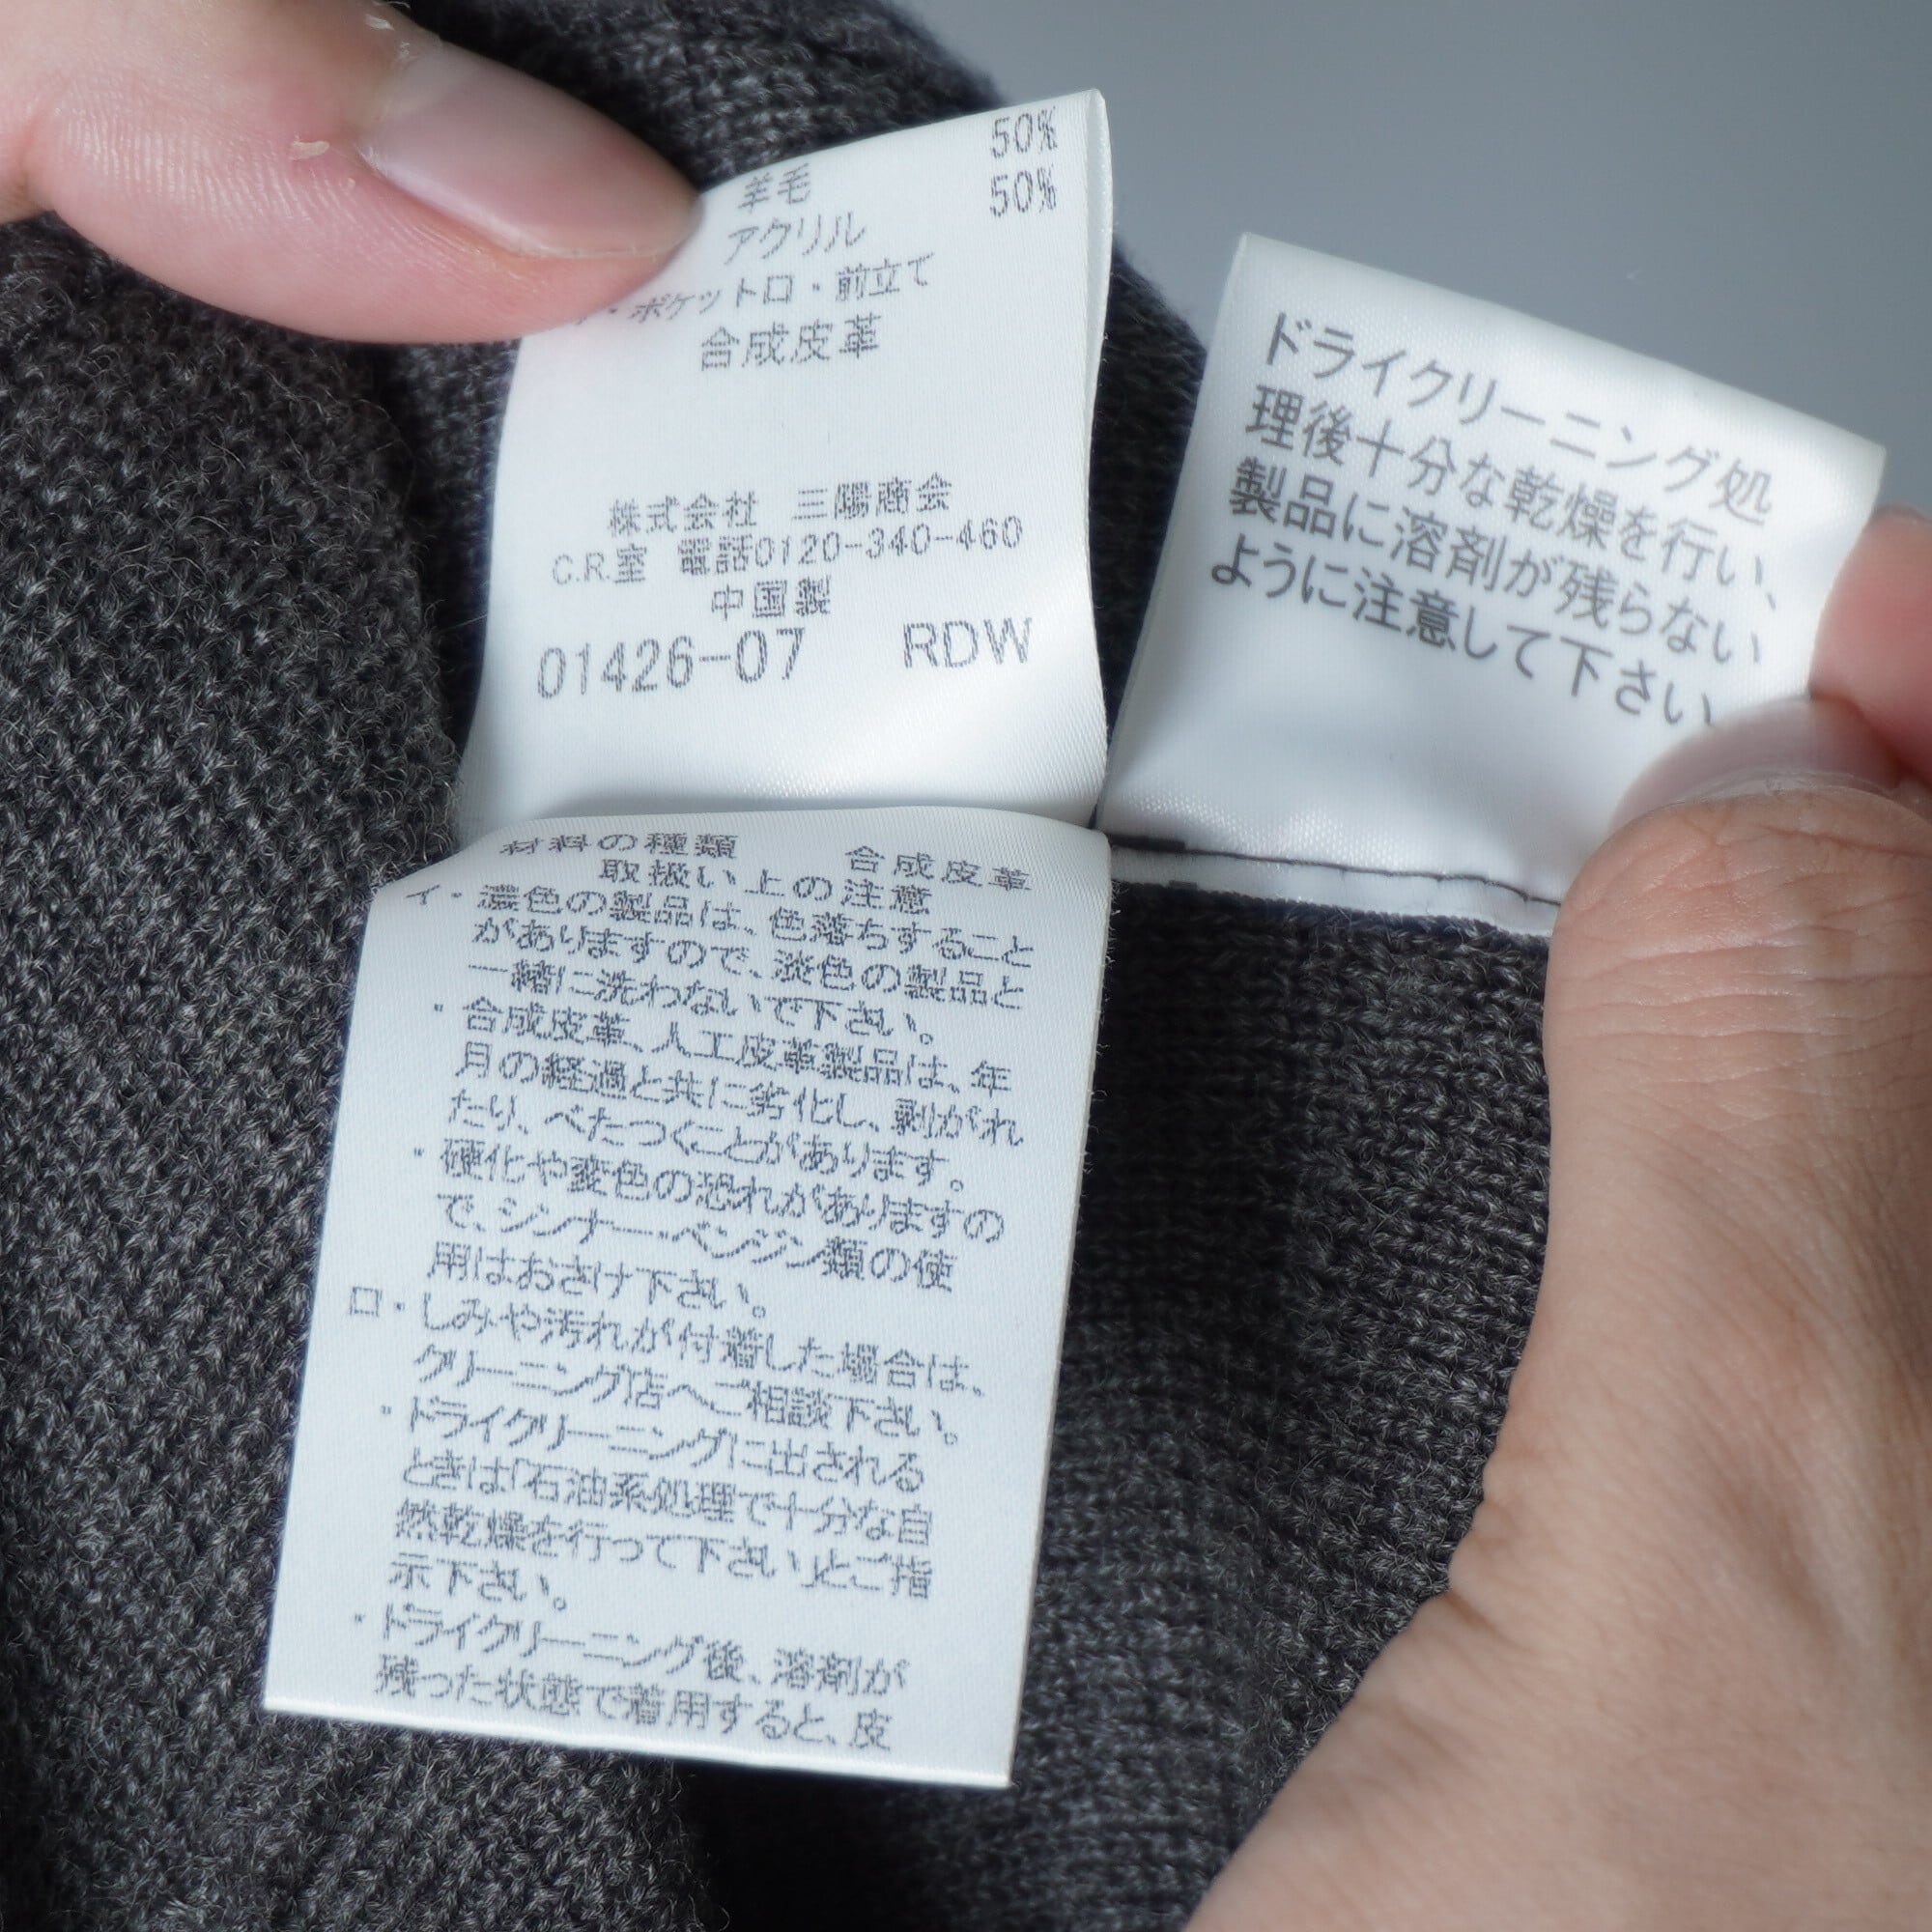 50%
羊毛 50%
アクリル
・ポケット口・前立て
合成皮革
株式会社 三陽商会
C.R.室 電話0120-340-460
中国製
01426-07 RDW
ドライクリーニング処
理後十分な乾燥を行い、
製品に溶剤が残らない
ように注意して下さい
材料の種類 合成皮革
取扱い上の注意
イ・濃色の製品は、色落ちすること
がありますので、淡色の製品と
一緒に洗わないで下さい。
・合成皮革、人工皮革製品は、年
月の経過と共に劣化し、剥がれ
たり、べたつくことがあります。
・硬化や変色の恐れがありますの
で、シンナー・ベンジン類の使
用はおさけ下さい。
ロ・しみや汚れが付着した場合は、
クリーニング店へご相談下さい。
・ドライクリーニングに出される
ときは「石油系処理で十分な自
然乾燥を行って下さい」とご指
示下さい。
・ドライクリーニング後、溶剤が
残った状態で着用すると、皮